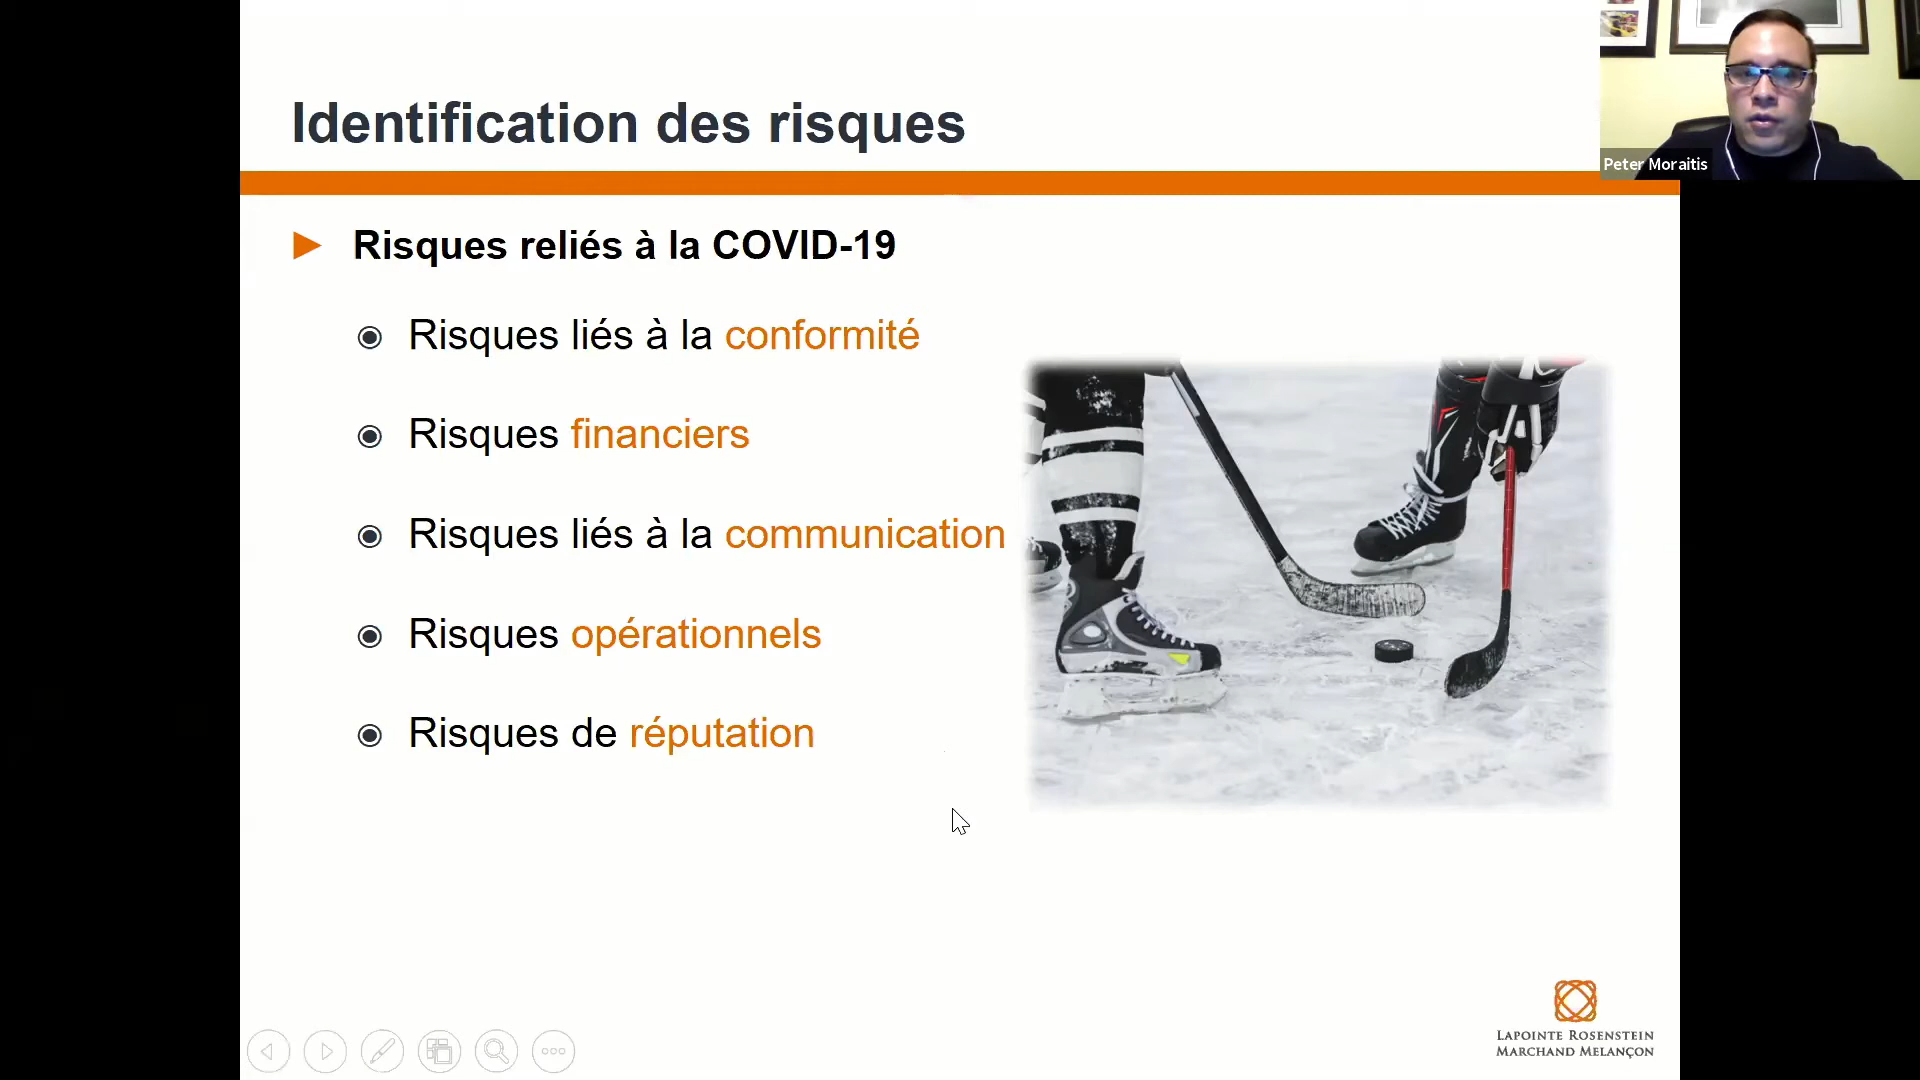 Identification des risques
Peter Moraitis
Risques reliés à la COVID-19
Risques liés à la conformité
Risques financiers
Risques liés à la communication
Risques opérationnels
Risques de réputation
LAPOINTE ROSENSTEIN
MARCHAND MELANÇON